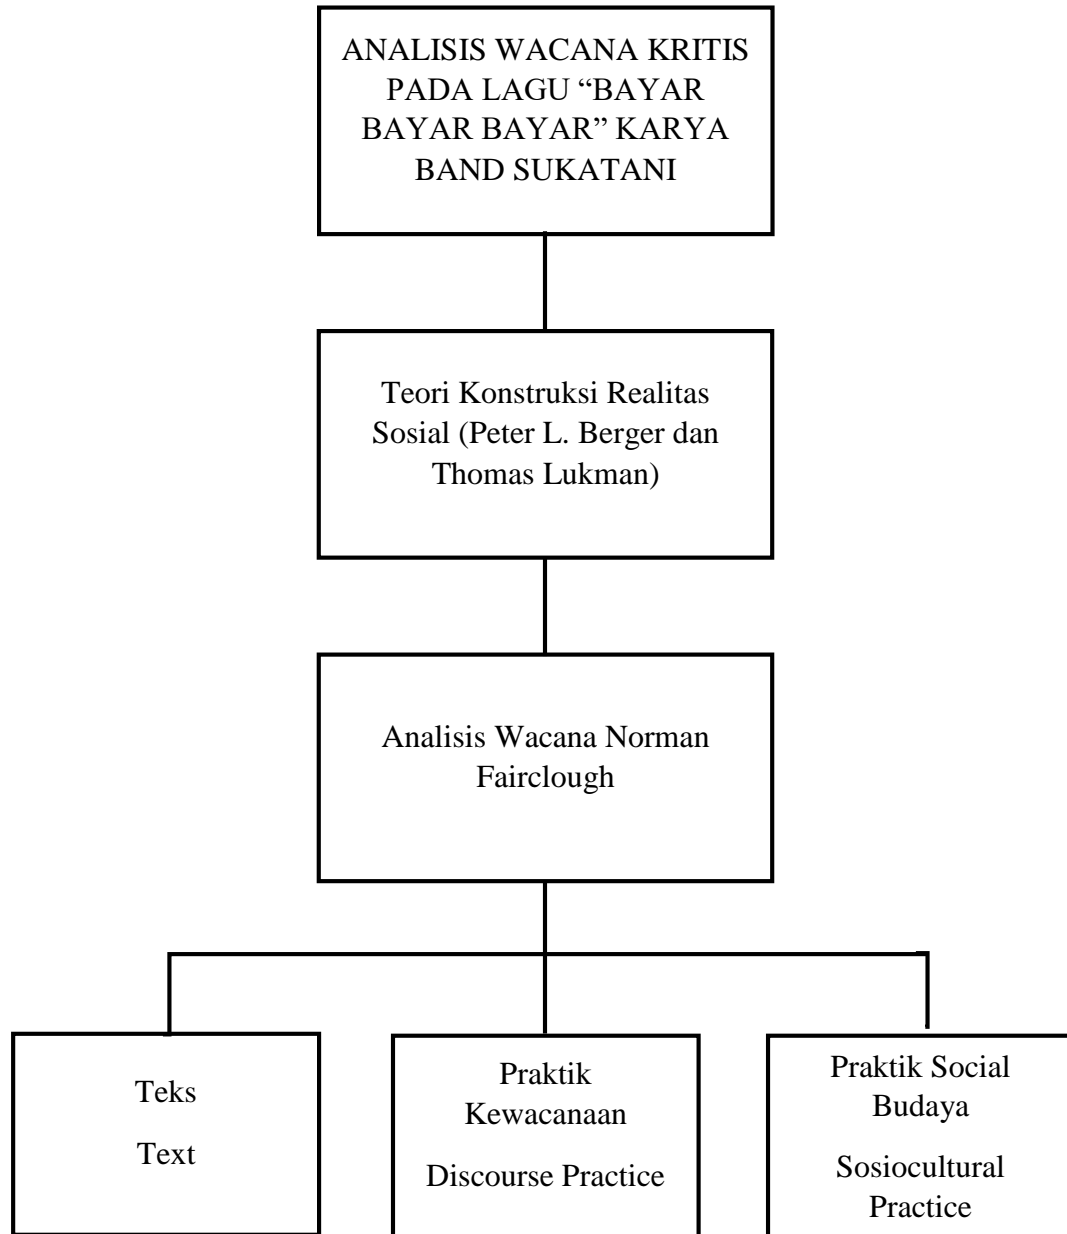 ANALISIS WACANA KRITIS
PADA LAGU “BAYAR
BAYAR BAYAR” KARYA
BAND SUKATANI
Teori Konstruksi Realitas
Sosial (Peter L. Berger dan
Thomas Lukman)
Analisis Wacana Norman
Fairclough
Teks
Text
Praktik
Kewacanaan
Discourse Practice
Praktik Social
Budaya
Sosiocultural
Practice